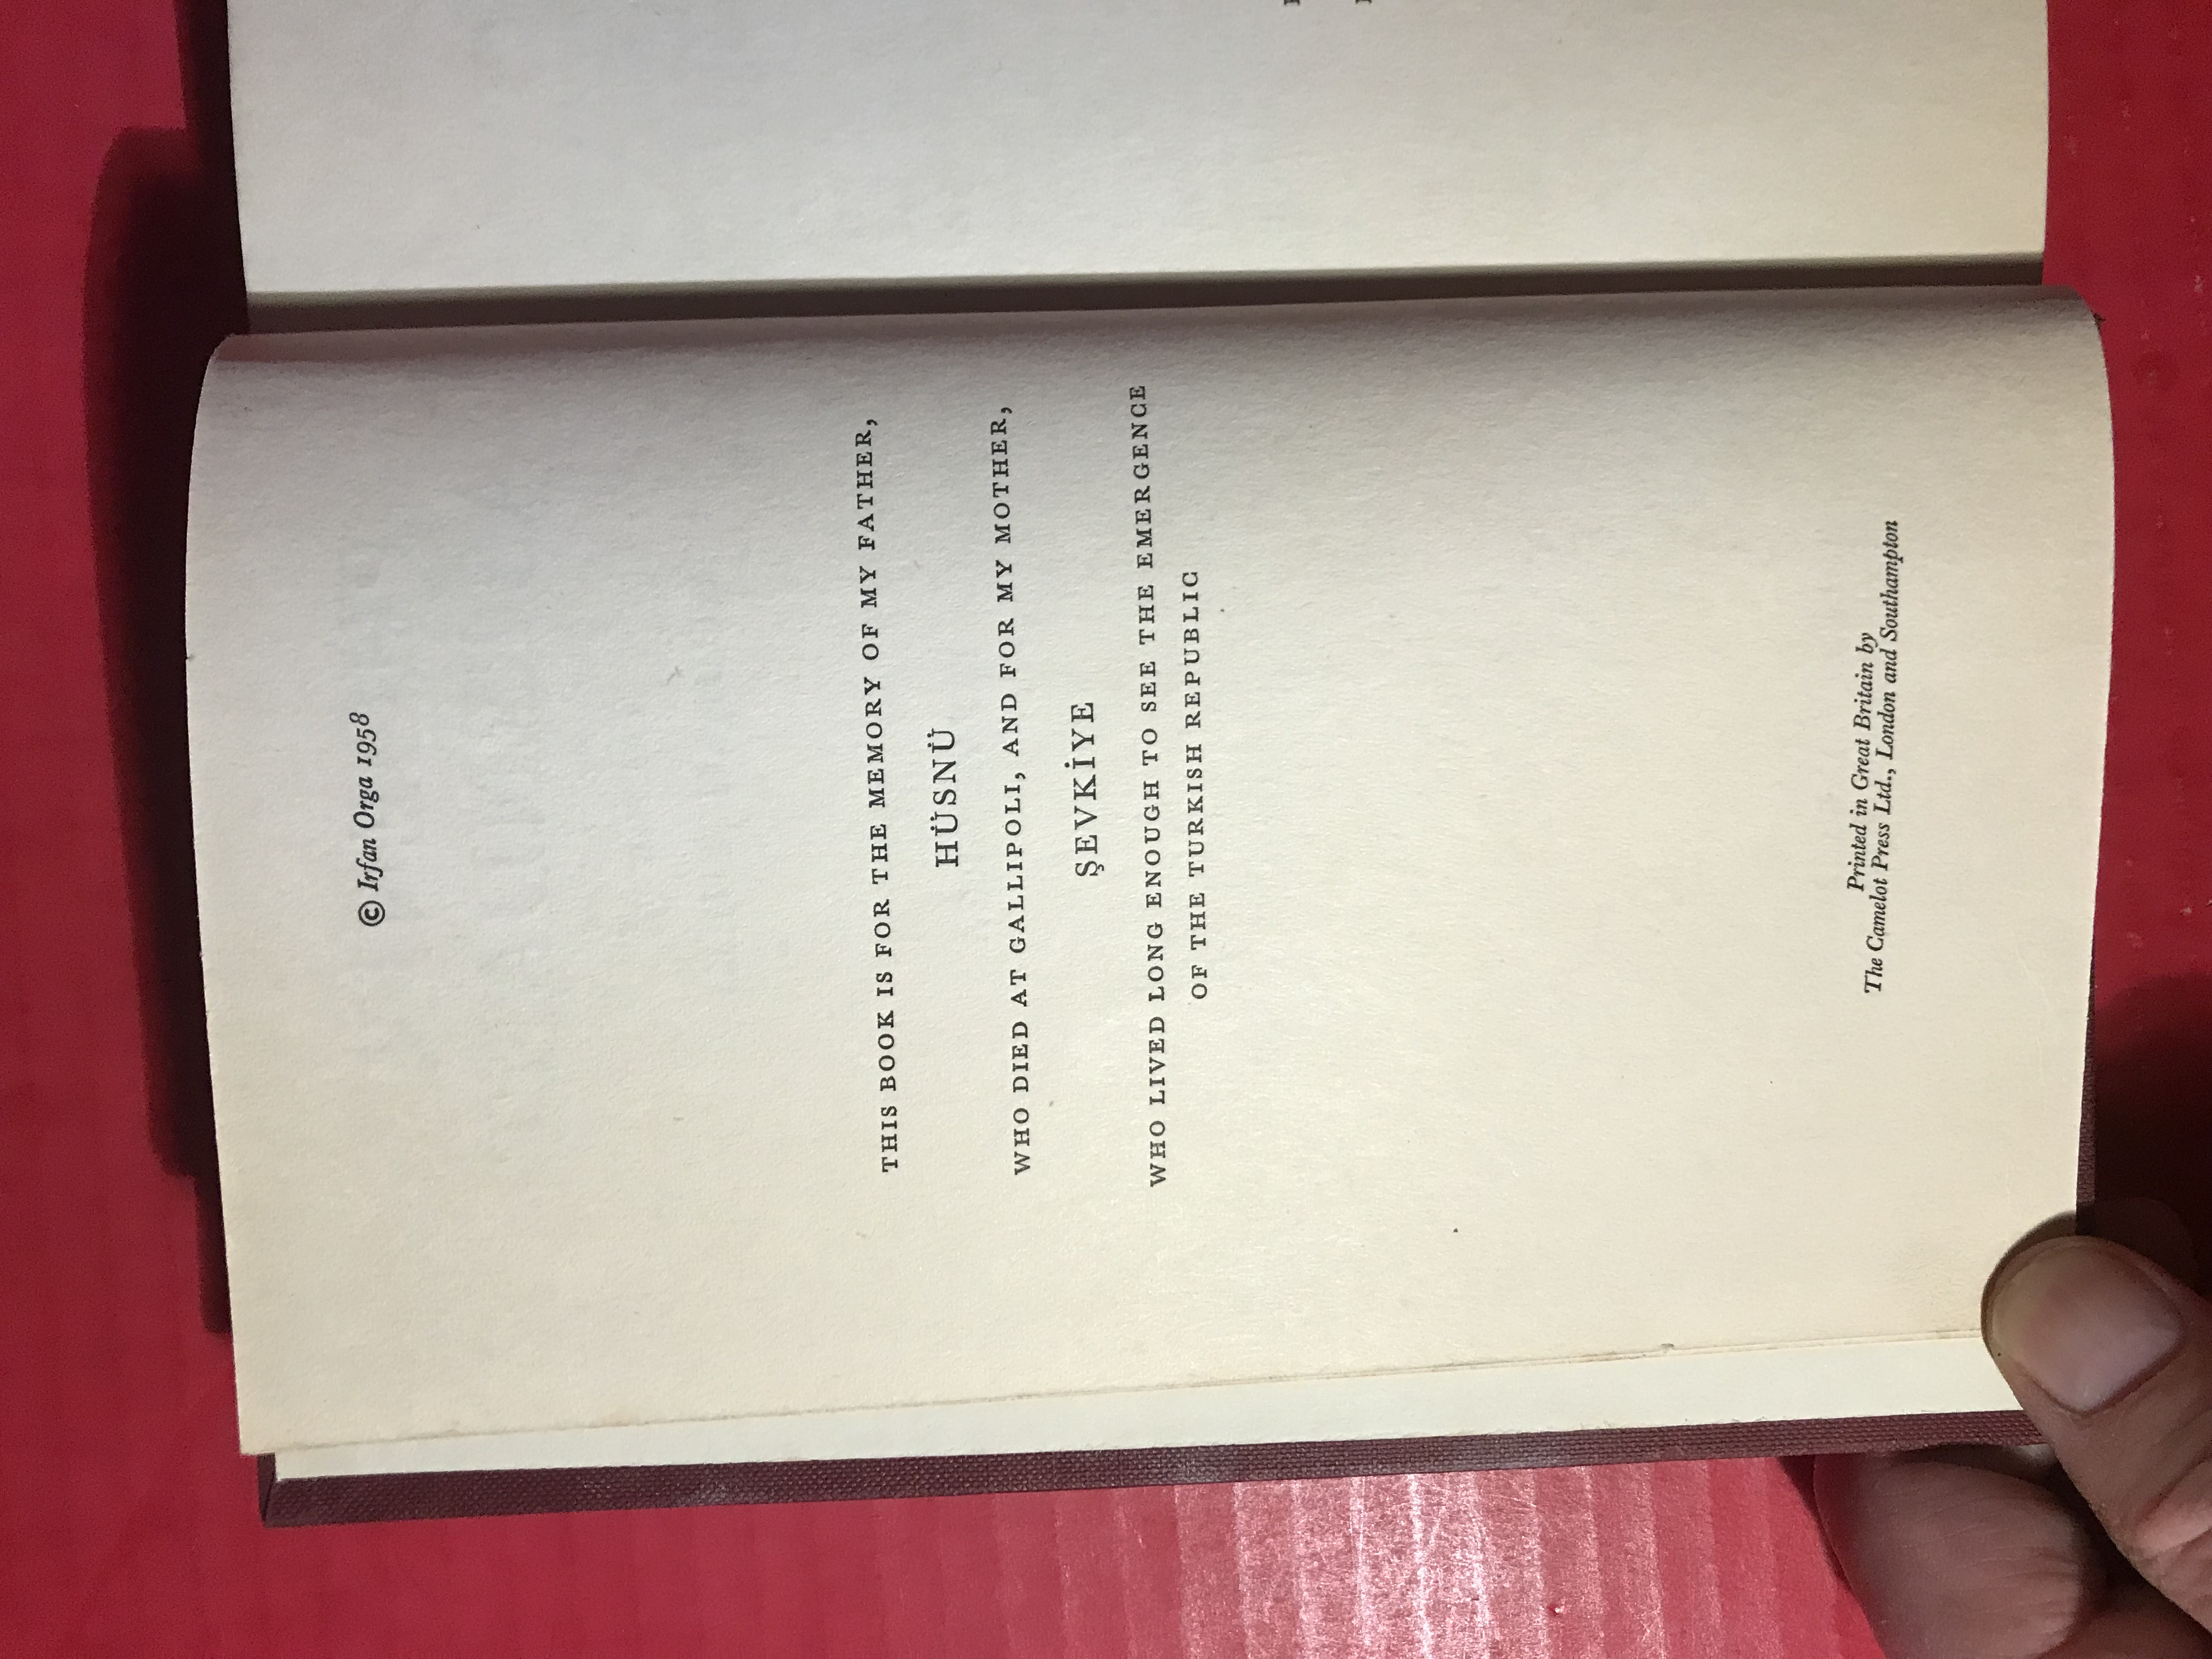 © Irfan Orga 1958
THIS BOOK IS FOR THE MEMORY OF MY FATHER,
HÜSNÜ
WHO DIED AT GALLIPOLI, AND FOR MY MOTHER,
ŞEVKİYE
WHO LIVED LONG ENOUGH TO SEE THE EMERGENCE
OF THE TURKISH REPUBLIC
Printed in Great Britain by
The Camelot Press Ltd., London and Southampton